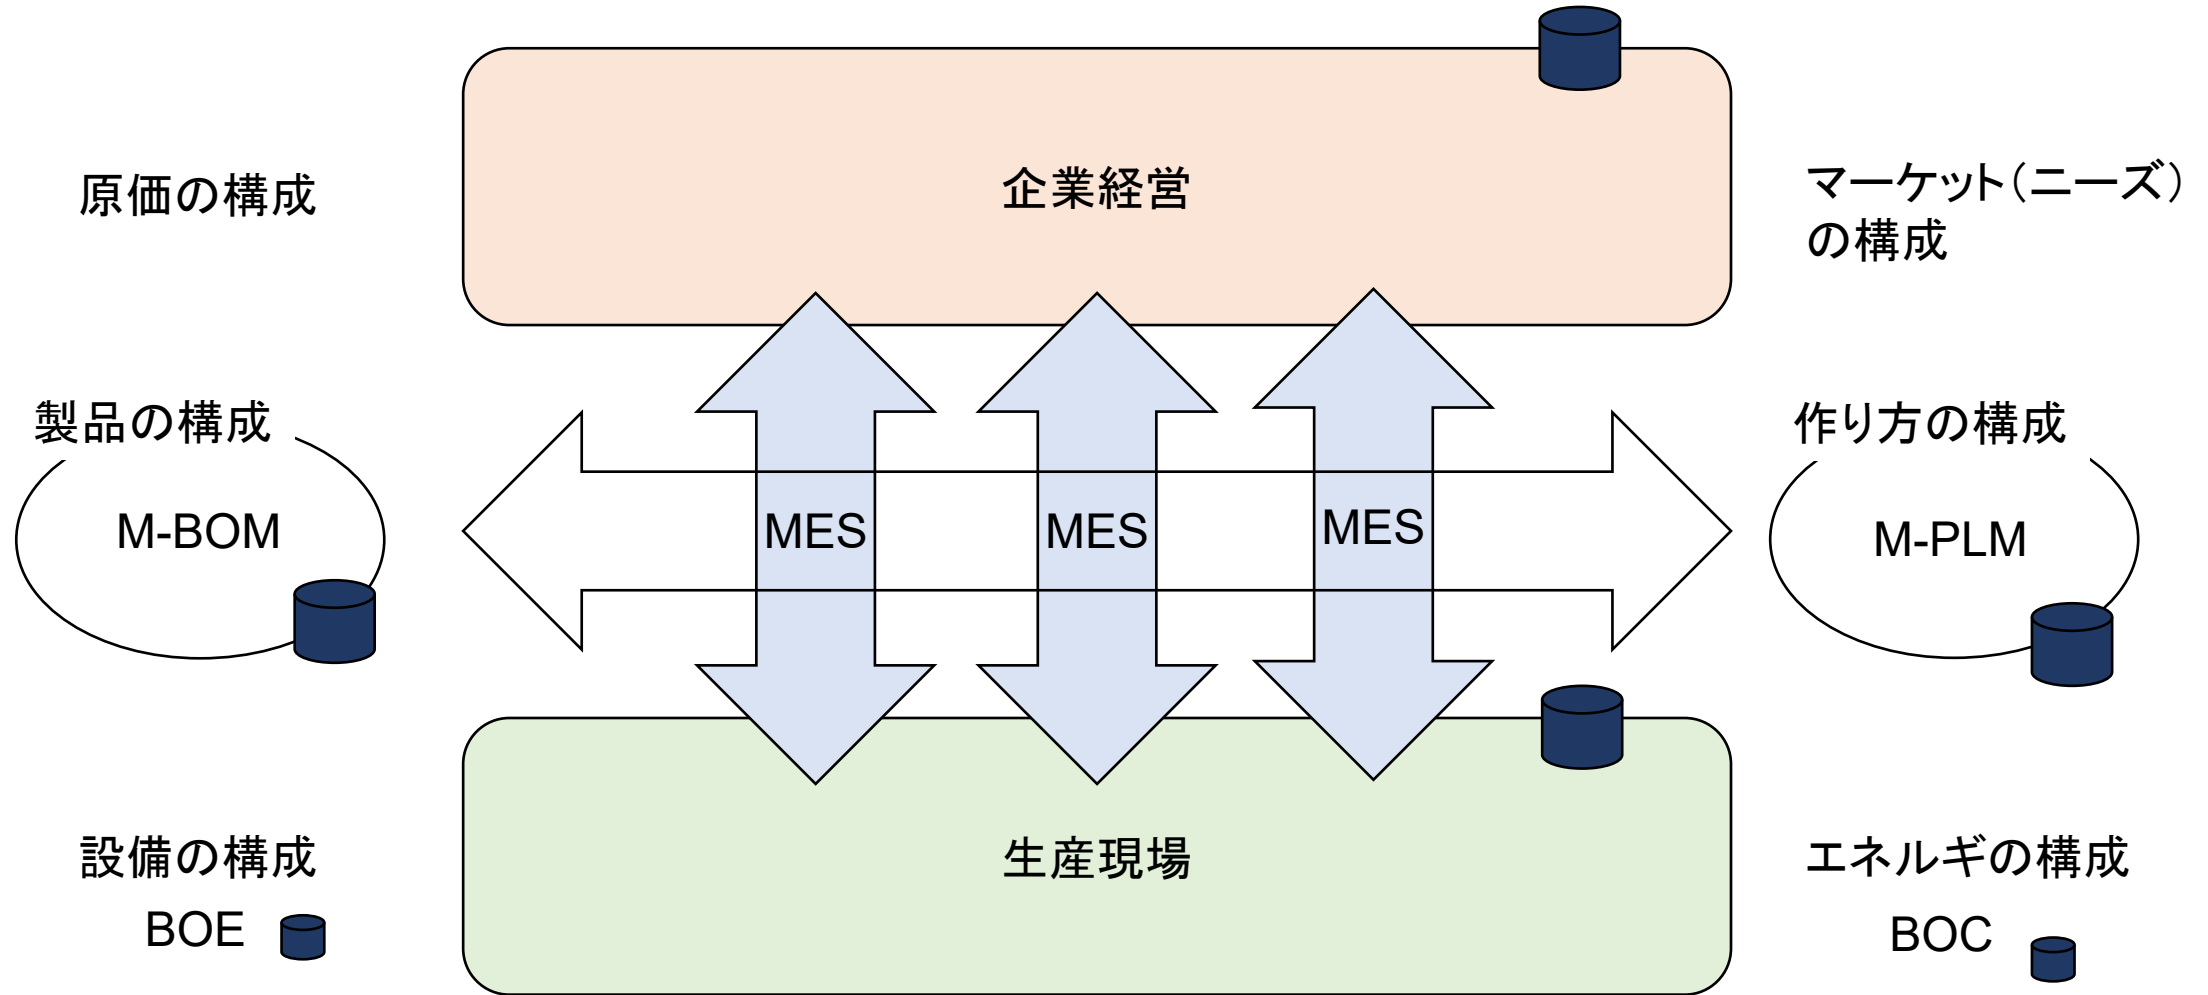 原価の構成
企業経営
マーケット（ニーズ）
の構成
製品の構成
作り方の構成
M-BOM
MES
MES
MES
M-PLM
設備の構成
BOE
生産現場
エネルギの構成
BOC